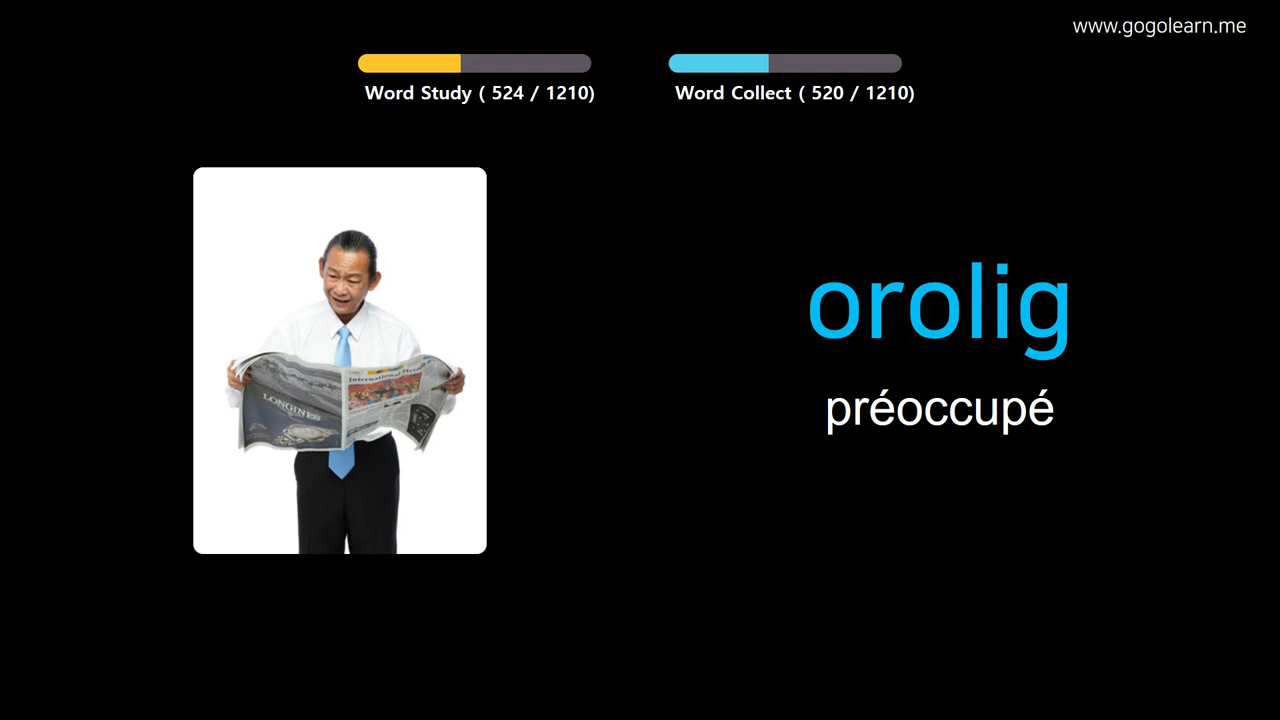 www.gogolearn.me
Word Study ( 524 / 1210)
Word Collect ( 520 / 1210)
orolig
préoccupé
LONGINES
International Herald